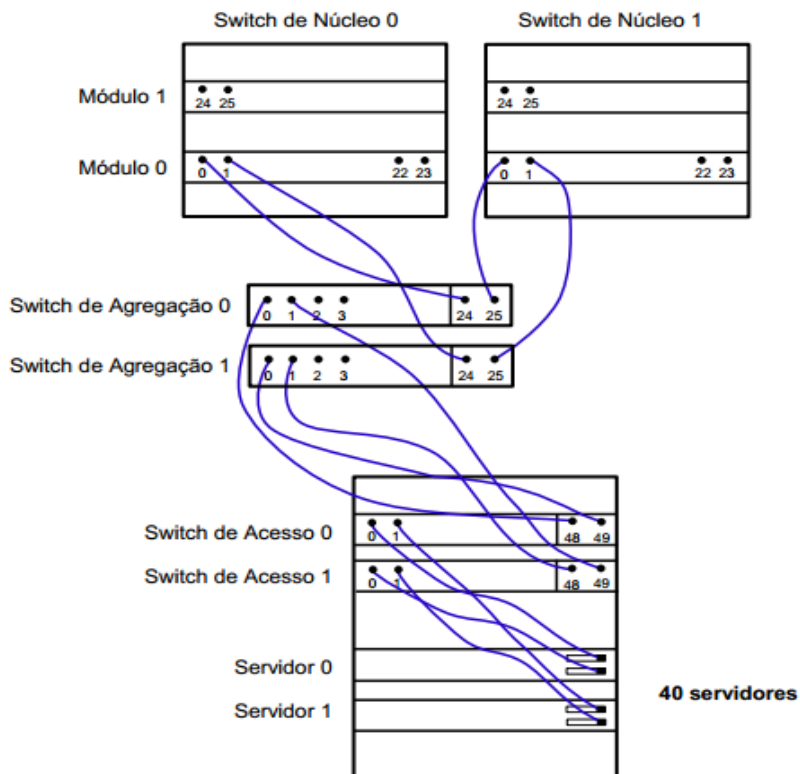 Switch de Núcleo 0 Switch de Núcleo 1
Módulo 1
24 25
24 25
Módulo 0
0 1 22 23
0 1 22 23
Switch de Agregação 0
0 1 2 3 24 25
Switch de Agregação 1
0 1 2 3 24 25
Switch de Acesso 0
0 1 48 49
Switch de Acesso 1
0 1 48 49
Servidor 0
40 servidores
Servidor 1